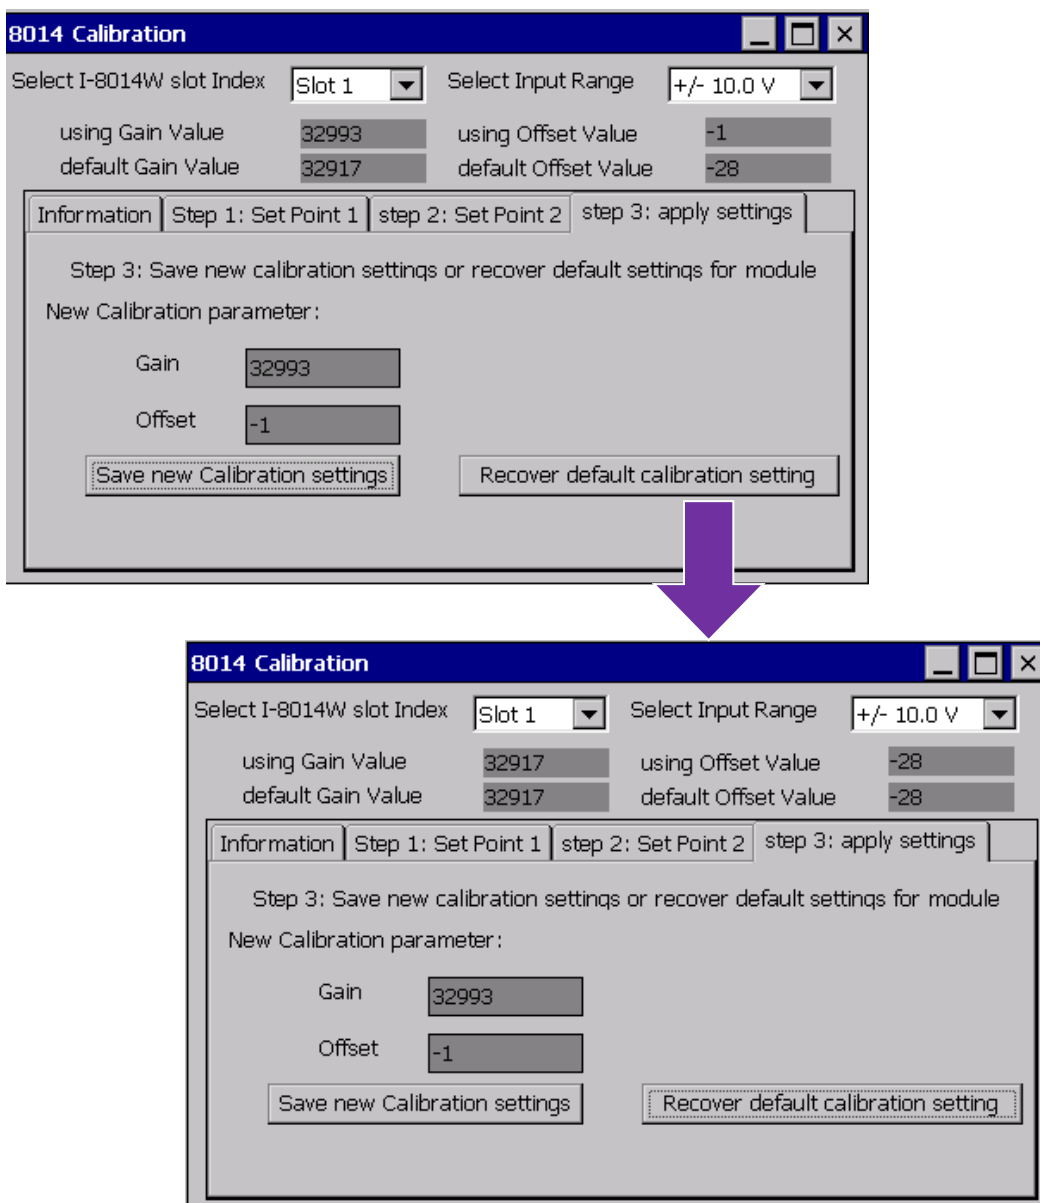 8014 Calibration
Select I-8014W slot Index Slot 1 Select Input Range +/- 10.0 V
using Gain Value 32993 using Offset Value -1
default Gain Value 32917 default Offset Value -28
Information Step 1: Set Point 1 step 2: Set Point 2 step 3: apply settings
Step 3: Save new calibration settings or recover default settings for module
New Calibration parameter:
Gain 32993
Offset -1
Save new Calibration settings Recover default calibration setting
8014 Calibration
Select I-8014W slot Index Slot 1 Select Input Range +/- 10.0 V
using Gain Value 32917 using Offset Value -28
default Gain Value 32917 default Offset Value -28
Information Step 1: Set Point 1 step 2: Set Point 2 step 3: apply settings
Step 3: Save new calibration settings or recover default settings for module
New Calibration parameter:
Gain 32993
Offset -1
Save new Calibration settings Recover default calibration setting